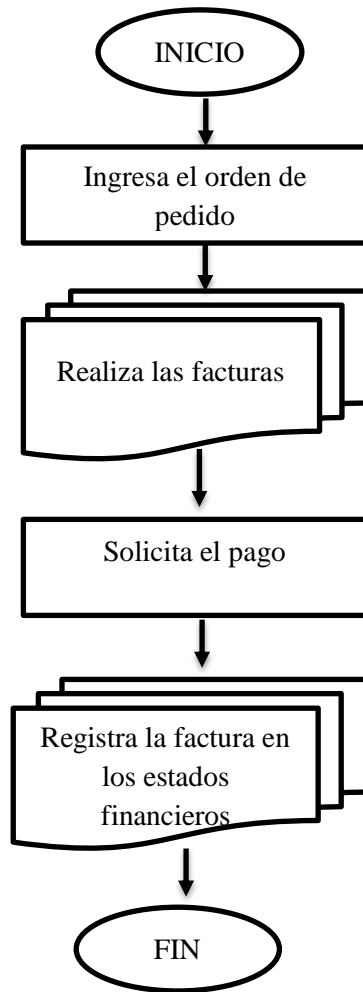 INICIO
Ingresa el orden de
pedido
Realiza las facturas
Solicita el pago
Registra la factura en
los estados
financieros
FIN